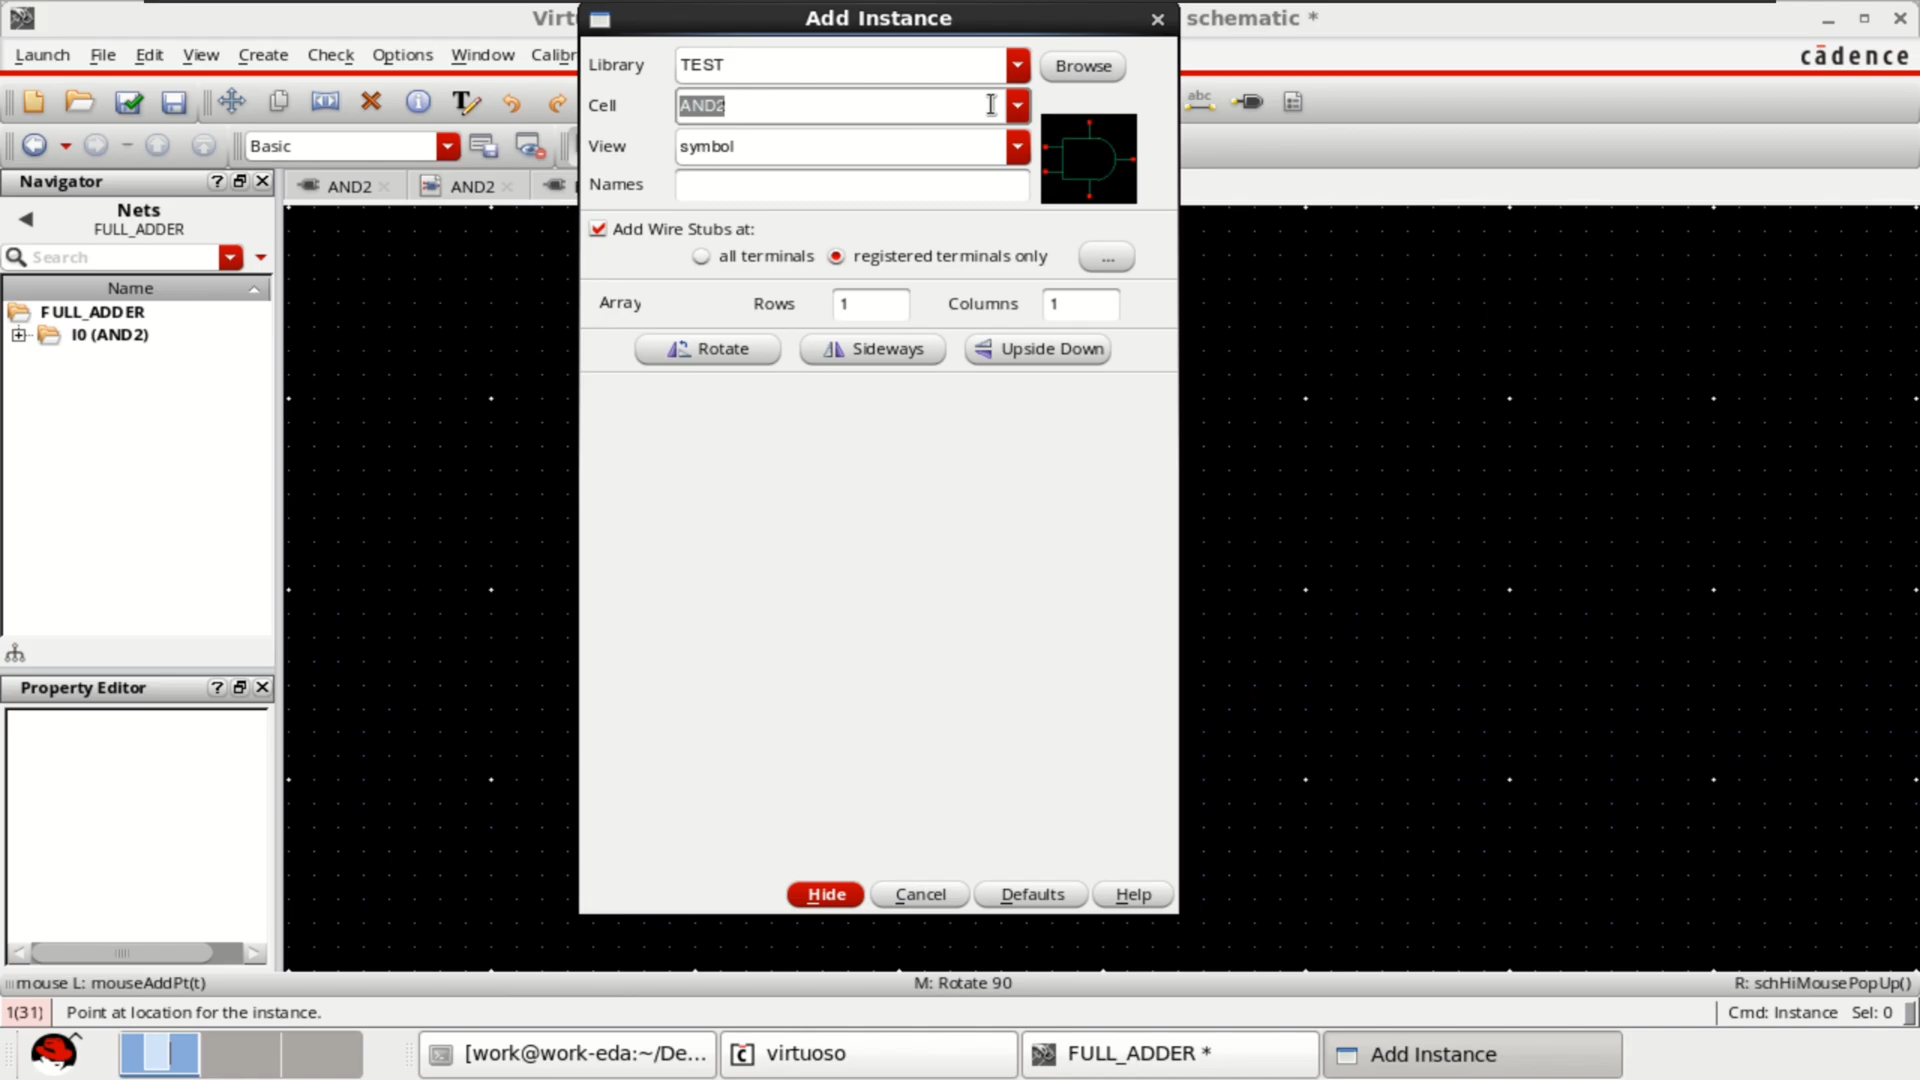 Virtu
Add Instance
schematic *
Launch File Edit View Create Check Options Window Calibr
cādence
Library TEST Browse
Cell AND2
abc
Basic
View symbol
Navigator
AND2 AND2
Names
Nets
FULL_ADDER
Add Wire Stubs at:
Search
all terminals registered terminals only ...
Name
Array Rows 1 Columns 1
FULL_ADDER
I0 (AND2)
Rotate Sideways Upside Down
Property Editor
Hide Cancel Defaults Help
mouse L: mouseAddPt(t) M: Rotate 90 R: schHiMousePopUp()
1(31) Point at location for the instance. Cmd: Instance Sel: 0
[work@work-eda:~/De... virtuoso FULL_ADDER * Add Instance